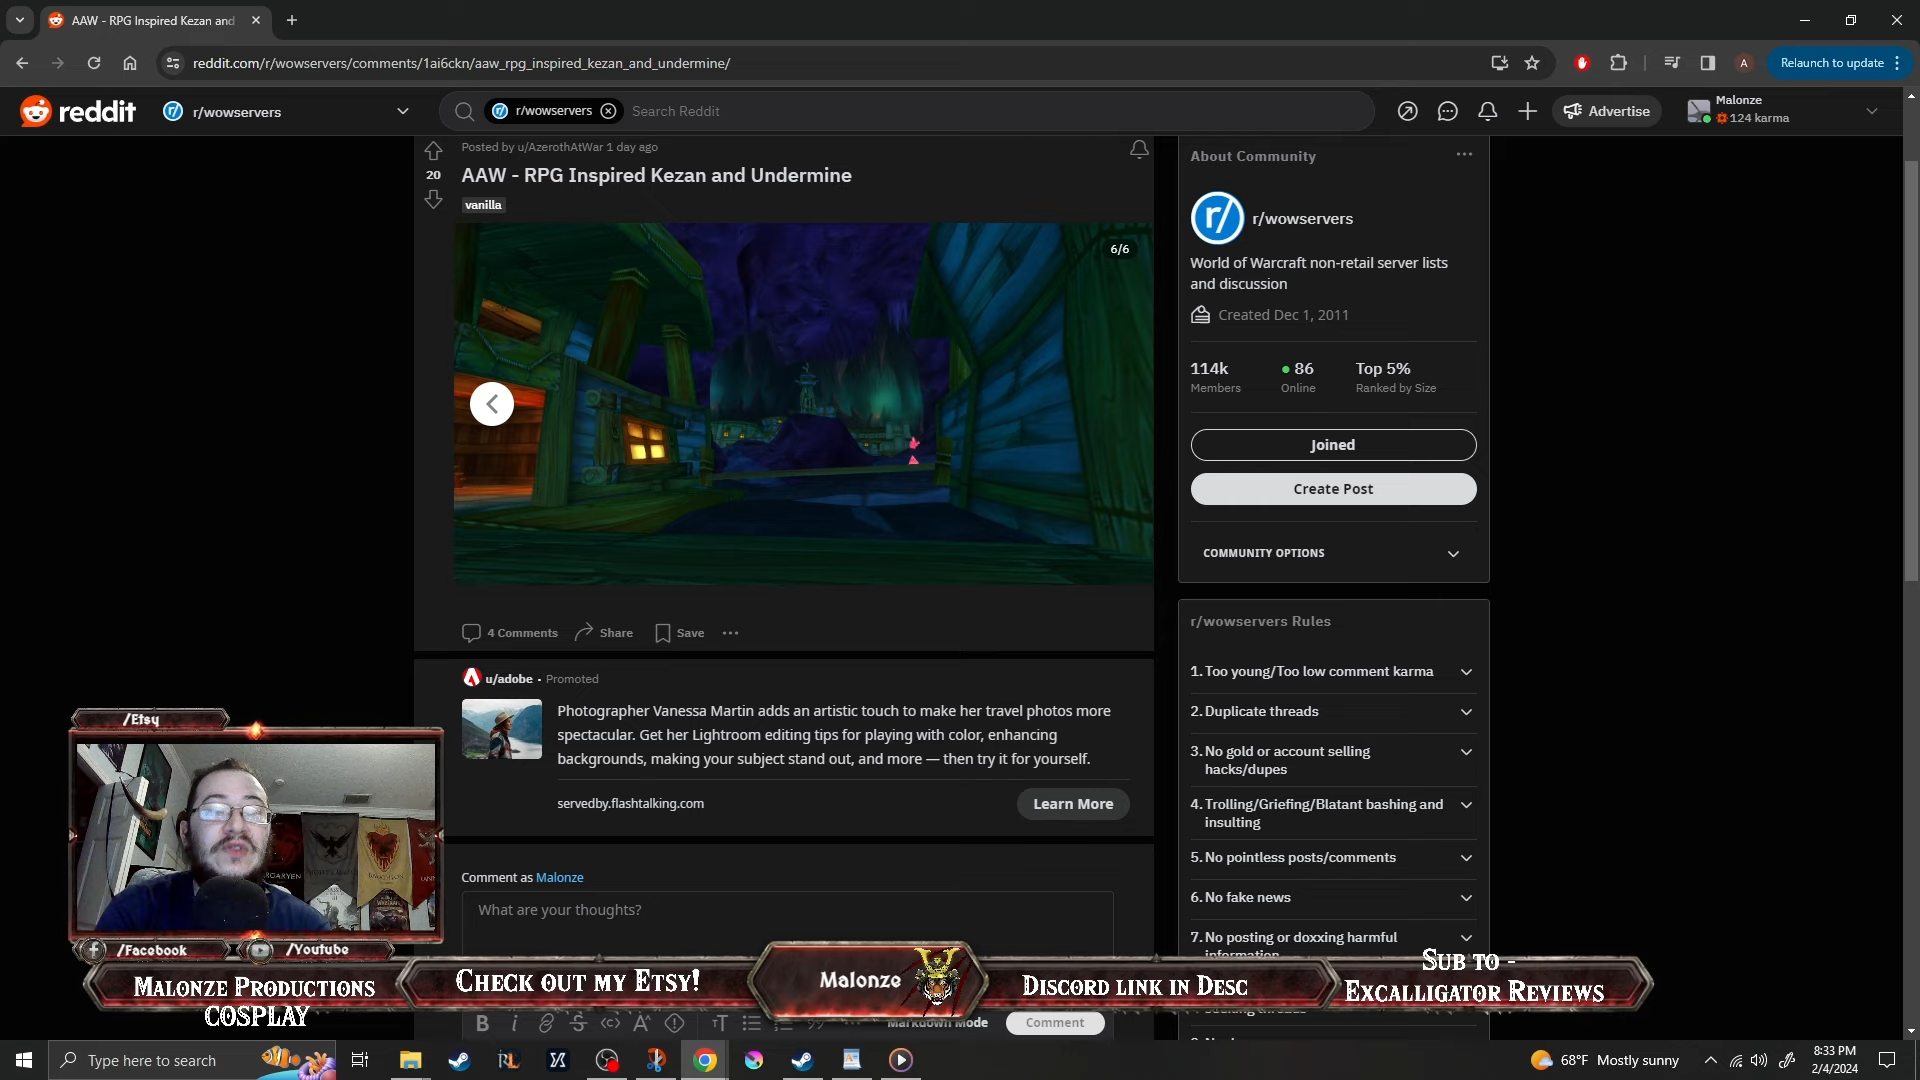 AAW - RPG Inspired Kezan and
reddit.com/r/wowservers/comments/1ai6ckn/aaw_rpg_inspired_kezan_and_undermine/
A
Relaunch to update
reddit
r/wowservers
r/wowservers
Search Reddit
Advertise
Malonze
124 karma
Posted by u/AzerothAtWar 1 day ago
20
AAW - RPG Inspired Kezan and Undermine
vanilla
6/6
4 Comments
Share
Save
u/adobe • Promoted
Photographer Vanessa Martin adds an artistic touch to make her travel photos more
spectacular. Get her Lightroom editing tips for playing with color, enhancing
backgrounds, making your subject stand out, and more — then try it for yourself.
servedby.flashtalking.com
Learn More
Comment as Malonze
What are your thoughts?
Markdown Mode
Comment
About Community
r/wowservers
World of Warcraft non-retail server lists
and discussion
Created Dec 1, 2011
114k
Members
86
Online
Top 5%
Ranked by Size
Joined
Create Post
COMMUNITY OPTIONS
r/wowservers Rules
1. Too young/Too low comment karma
2. Duplicate threads
3. No gold or account selling
hacks/dupes
4. Trolling/Griefing/Blatant bashing and
insulting
5. No pointless posts/comments
6. No fake news
7. No posting or doxxing harmful
information
/Etsy
/Facebook
/Youtube
Malonze Productions
COSPLAY
Check out my Etsy!
Malonze
Discord link in Desc
Sub to -
Excalligator Reviews
Type here to search
68°F Mostly sunny
8:33 PM
2/4/2024